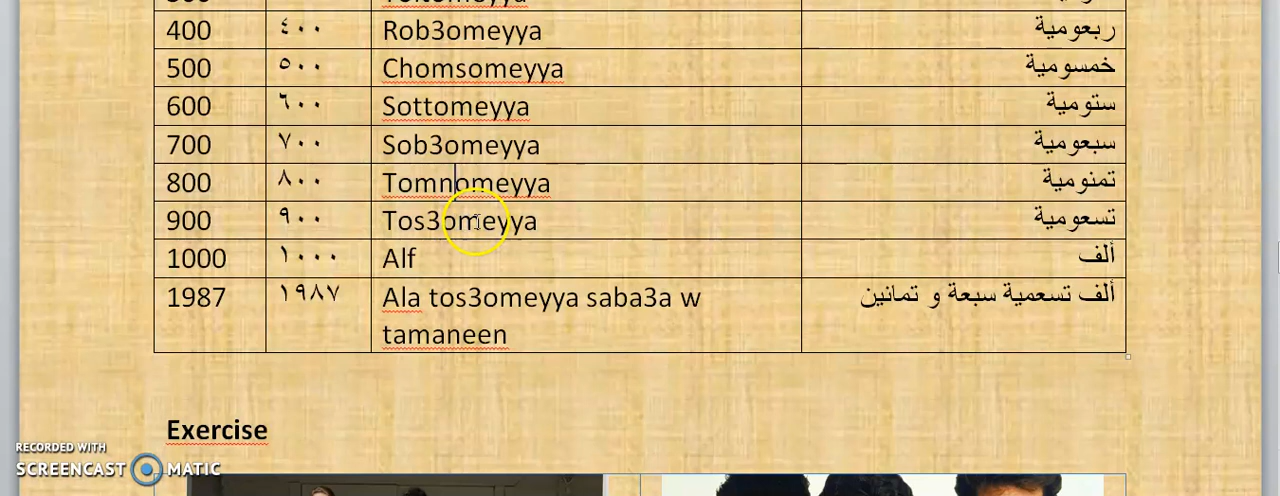 400 ٤٠٠ Rob3omeyya ربعومية
500 ٥٠٠ Chomsomeyya خمسومية
600 ٦٠٠ Sottomeyya ستومية
700 ٧٠٠ Sob3omeyya سبعومية
800 ٨٠٠ Tomnomeyya تمنومية
900 ٩٠٠ Tos3omeyya تسعومية
1000 ١٠٠٠ Alf ألف
1987 ١٩٨٧ Ala tos3omeyya saba3a w ألف تسعمية سبعة و تمانين
tamaneen
Exercise
RECORDED WITH
SCREENCAST MATIC